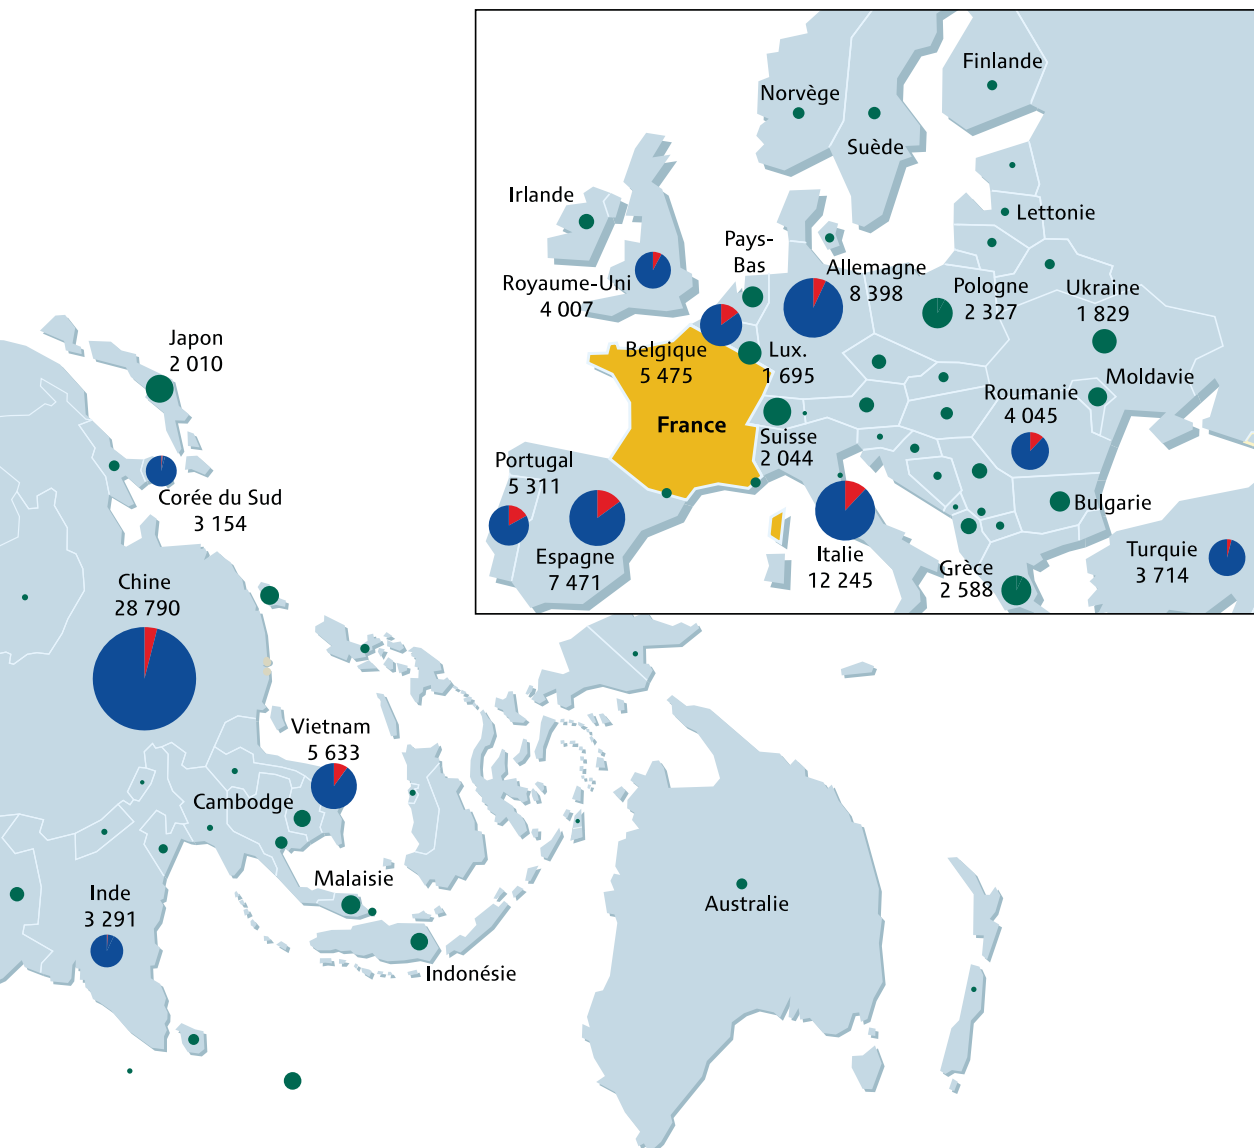 Finlande
Norvège
Suède
Irlande
Lettonie
Pays-
Bas
Royaume-Uni
4 007
Allemagne
8 398
Pologne
2 327
Ukraine
1 829
Japon
2 010
Belgique
5 475
Lux.
1 695
Moldavie
Roumanie
4 045
France
Suisse
2 044
Portugal
5 311
Corée du Sud
3 154
Bulgarie
Espagne
7 471
Italie
12 245
Grèce
2 588
Turquie
3 714
Chine
28 790
Vietnam
5 633
Cambodge
Malaisie
Inde
3 291
Australie
Indonésie